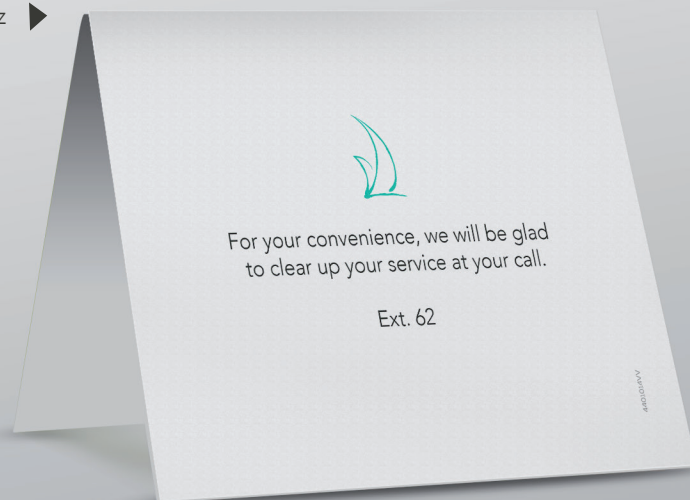 z
For your convenience, we will be glad
to clear up your service at your call.
Ext. 62